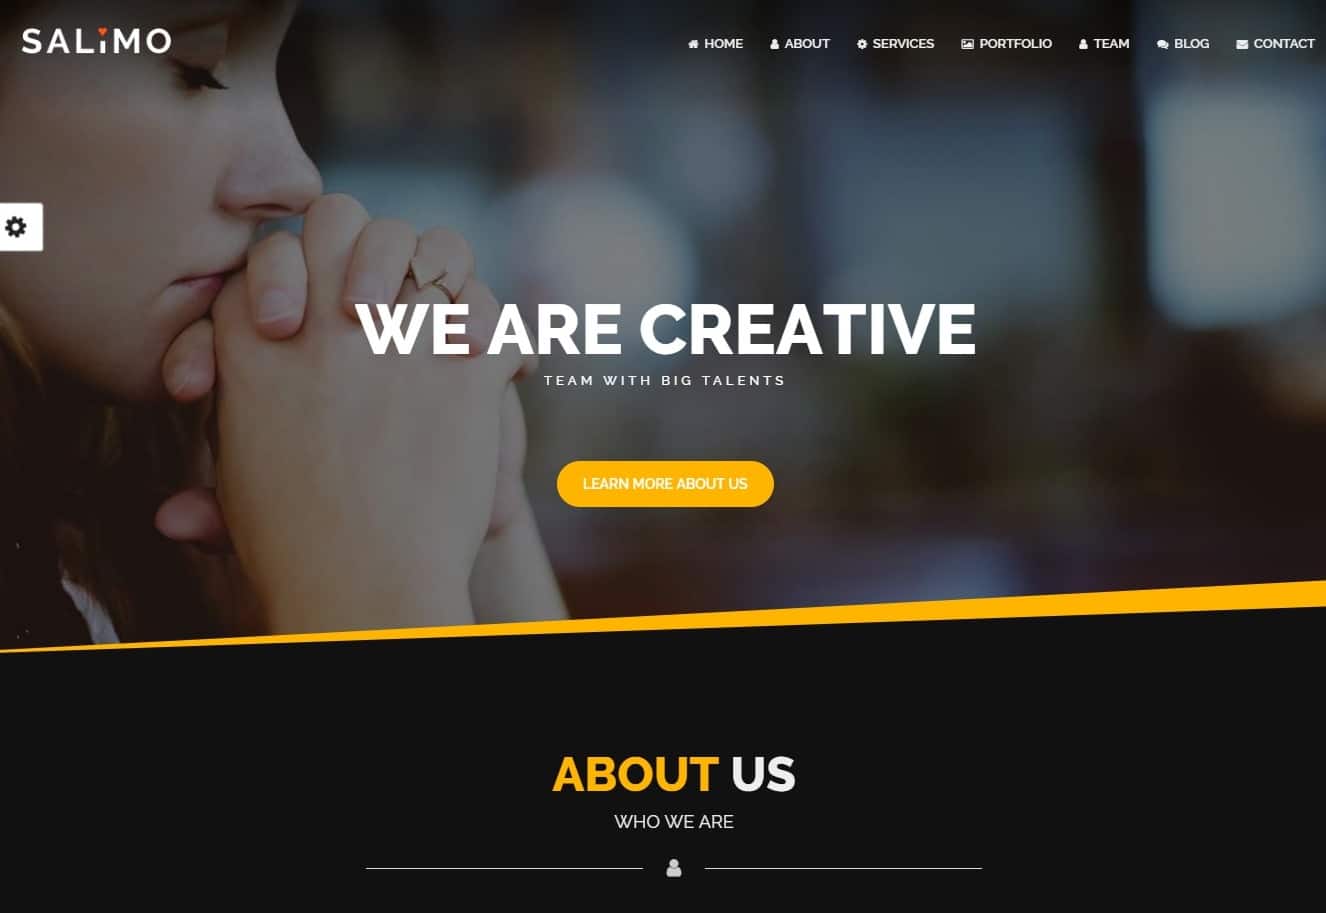 SALiMO
HOME ABOUT SERVICES PORTFOLIO TEAM BLOG CONTACT
WE ARE CREATIVE
TEAM WITH BIG TALENTS
LEARN MORE ABOUT US
ABOUT US
WHO WE ARE